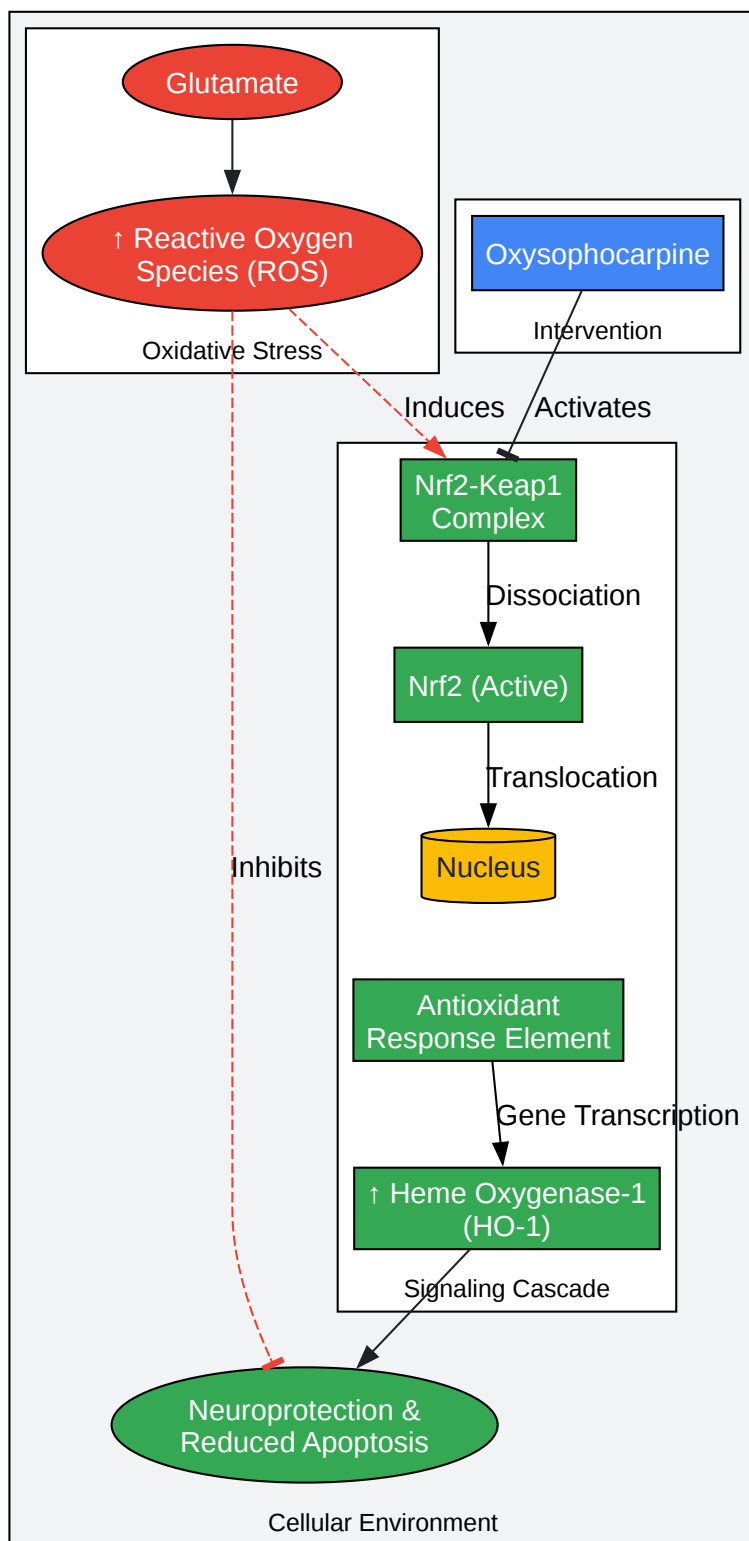 Glutamate
↑ Reactive Oxygen
Species (ROS)
Oxidative Stress
Oxysophocarpine
Intervention
Induces
Activates
Nrf2-Keap1
Complex
Dissociation
Nrf2 (Active)
Translocation
Nucleus
Inhibits
Antioxidant
Response Element
Gene Transcription
↑ Heme Oxygenase-1
(HO-1)
Signaling Cascade
Neuroprotection &
Reduced Apoptosis
Cellular Environment